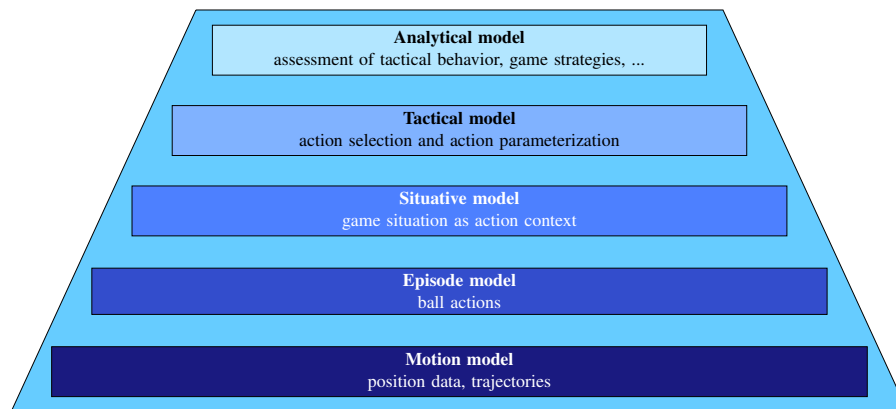 Analytical model
assessment of tactical behavior, game strategies, ...
Tactical model
action selection and action parameterization
Situative model
game situation as action context
Episode model
ball actions
Motion model
position data, trajectories